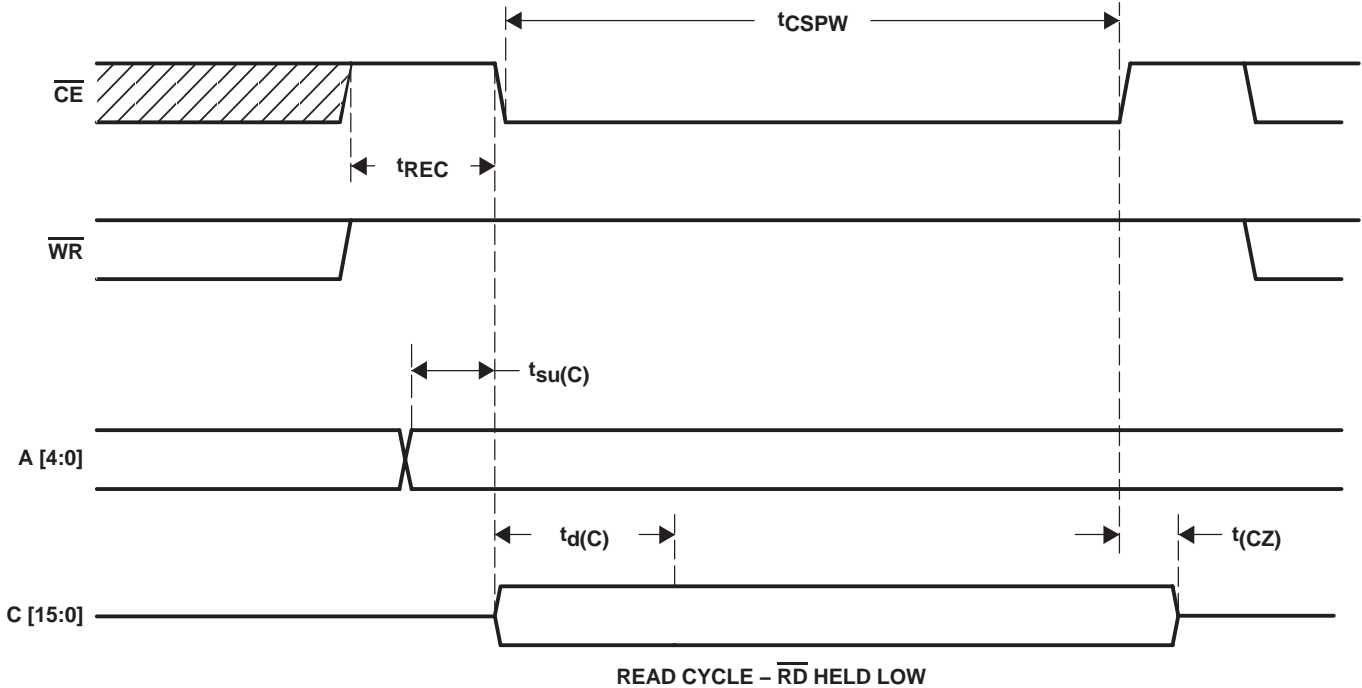 tCSPW
CE
tREC
WR
tsu(C)
A [4:0]
td(C)
t(CZ)
C [15:0]
READ CYCLE – RD HELD LOW